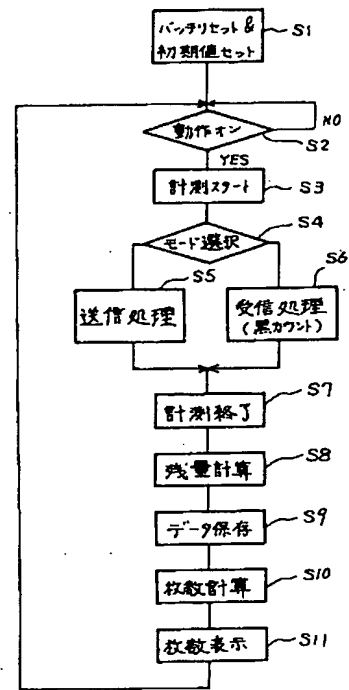 バッテリセット&
初期値セット
S1
動作オン
NO
S2
YES
計測スタート
S3
モード選択
S4
送信処理
S5
受信処理
(黒カウント)
S6
計測終了
S7
残量計算
S8
データ保存
S9
枚数計算
S10
枚数表示
S11